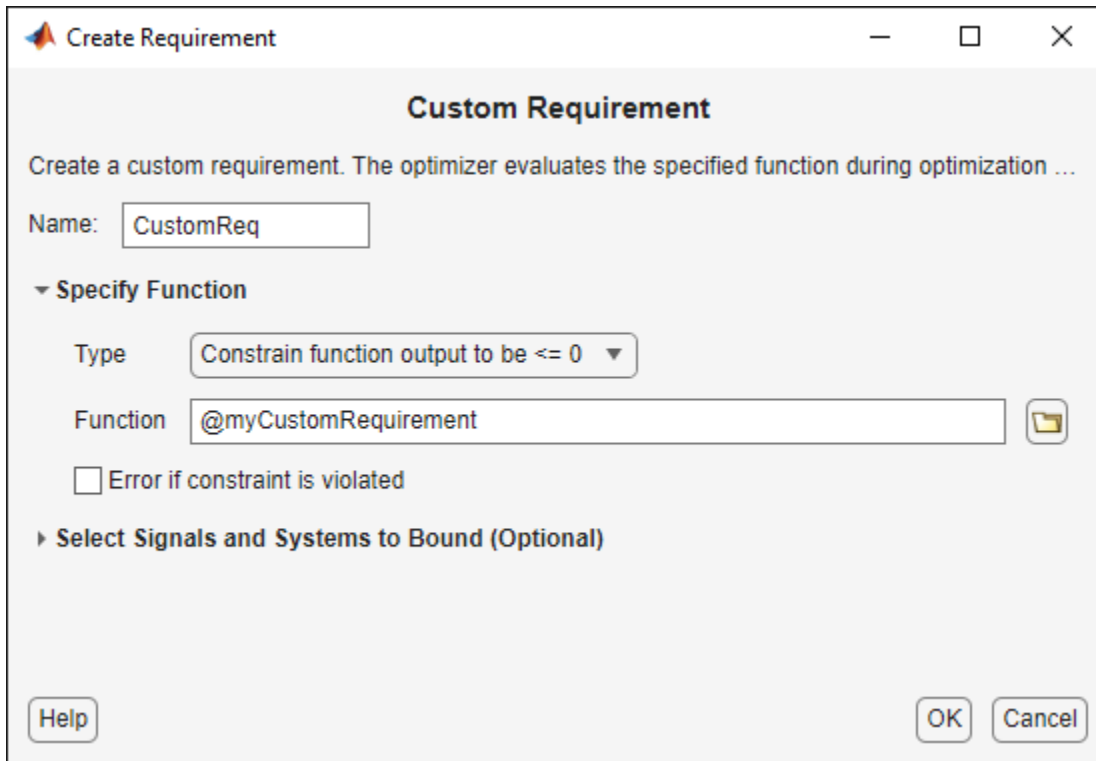 Create Requirement
Custom Requirement
Create a custom requirement. The optimizer evaluates the specified function during optimization ...
Name: CustomReq
Specify Function
Type Constrain function output to be <= 0
Function @myCustomRequirement
Error if constraint is violated
Select Signals and Systems to Bound (Optional)
Help OK Cancel